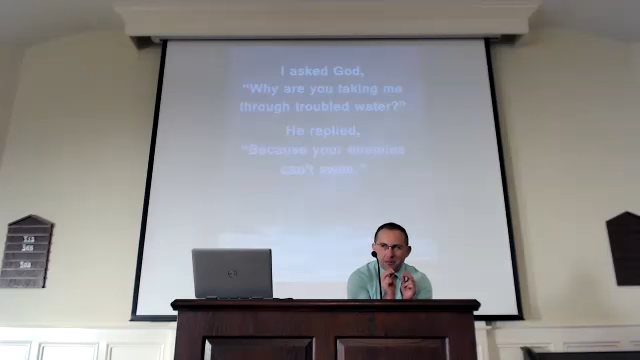 I asked God,
“Why are you taking me
through troubled water?”
He replied,
“Because your enemies
can't swim.”